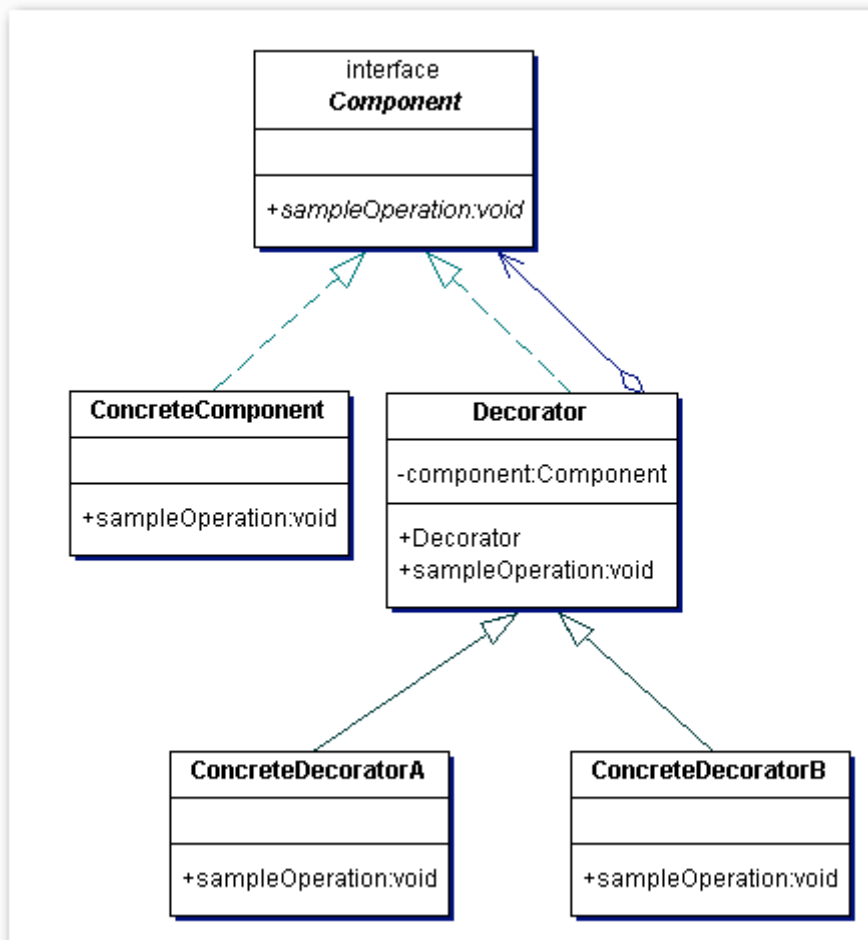 interface
Component
+sampleOperation:void
ConcreteComponent
+sampleOperation:void
Decorator
-component:Component
+Decorator
+sampleOperation:void
ConcreteDecoratorA
+sampleOperation:void
ConcreteDecoratorB
+sampleOperation:void